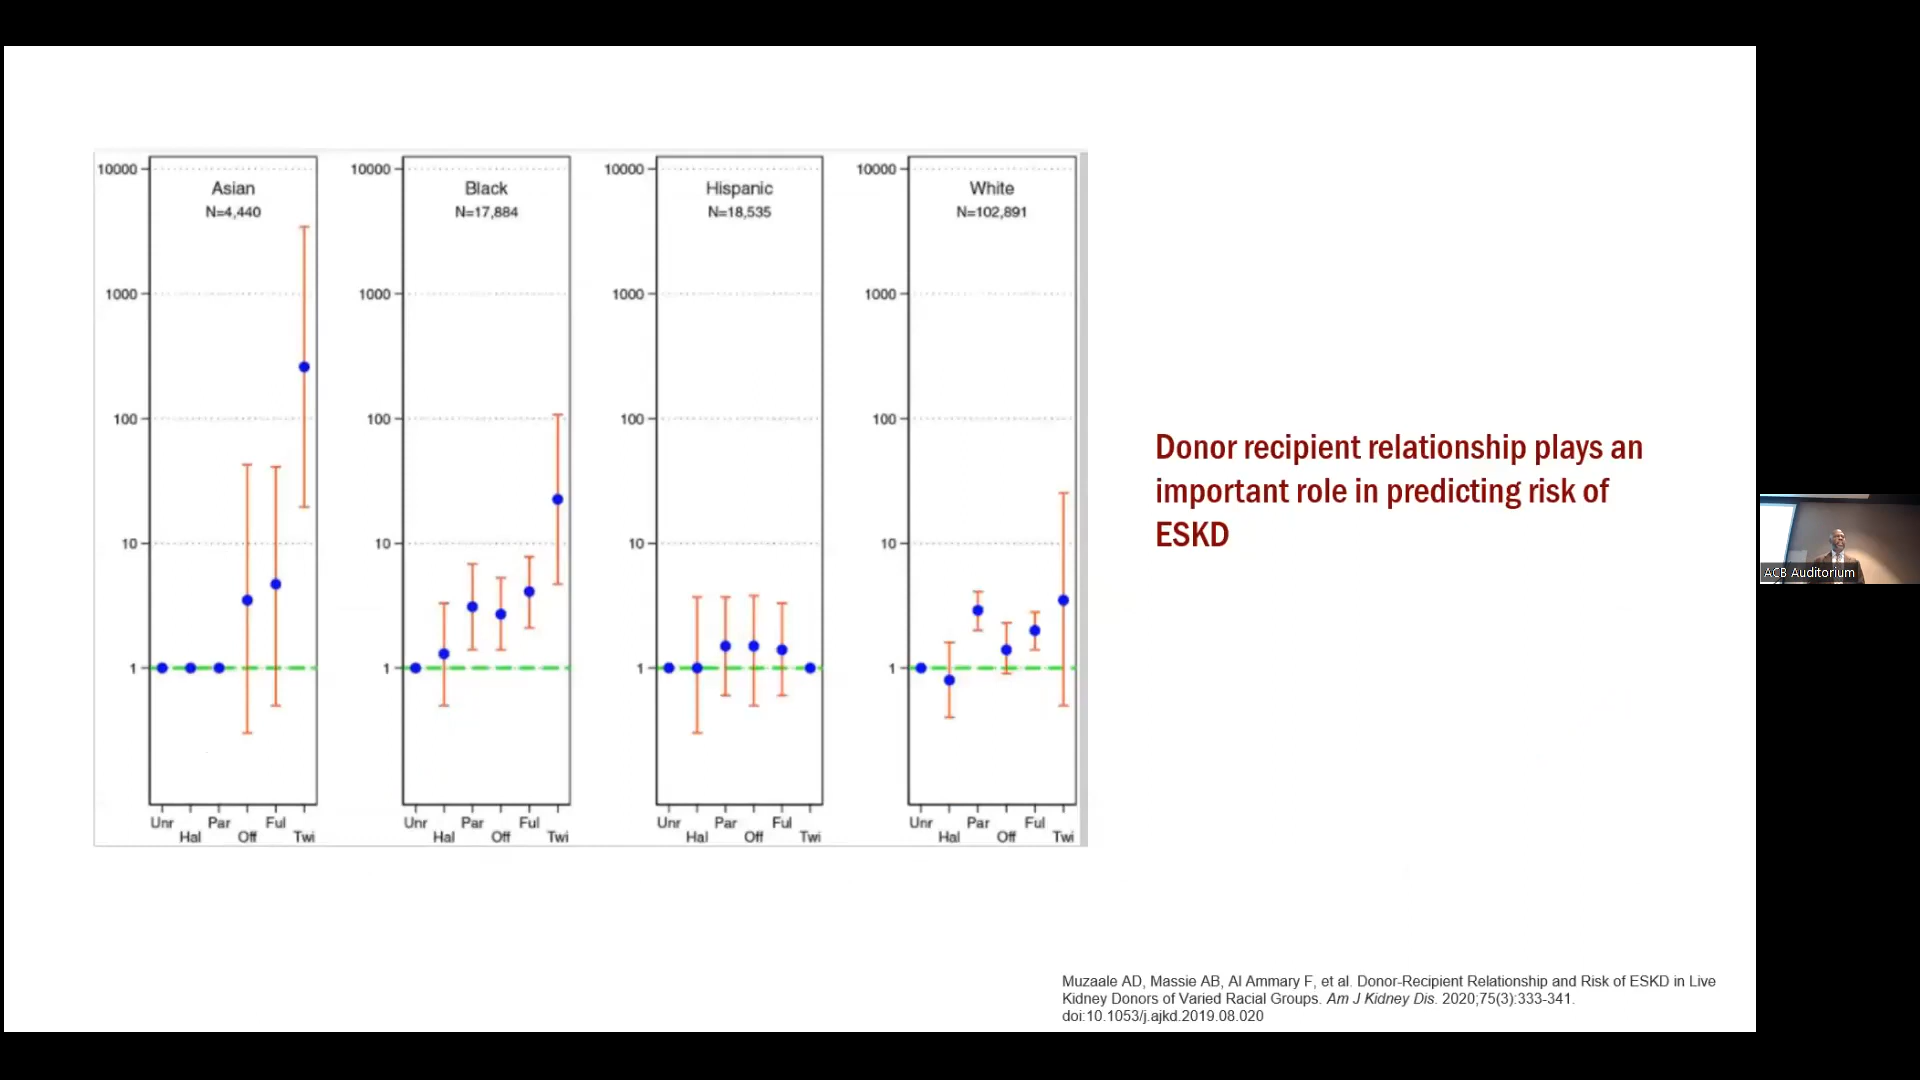 10000
Asian
N=4,440
1000
100
10
1
Unr Hal Par Off Ful Twi
10000
Black
N=17,884
1000
100
10
1
Unr Hal Par Off Ful Twi
10000
Hispanic
N=18,535
1000
100
10
1
Unr Hal Par Off Ful Twi
10000
White
N=102,891
1000
100
10
1
Unr Hal Par Off Ful Twi
Donor recipient relationship plays an
important role in predicting risk of
ESKD
ACB Auditorium
Muzaale AD, Massie AB, Al Ammary F, et al. Donor-Recipient Relationship and Risk of ESKD in Live
Kidney Donors of Varied Racial Groups. Am J Kidney Dis. 2020;75(3):333-341.
doi:10.1053/j.ajkd.2019.08.020